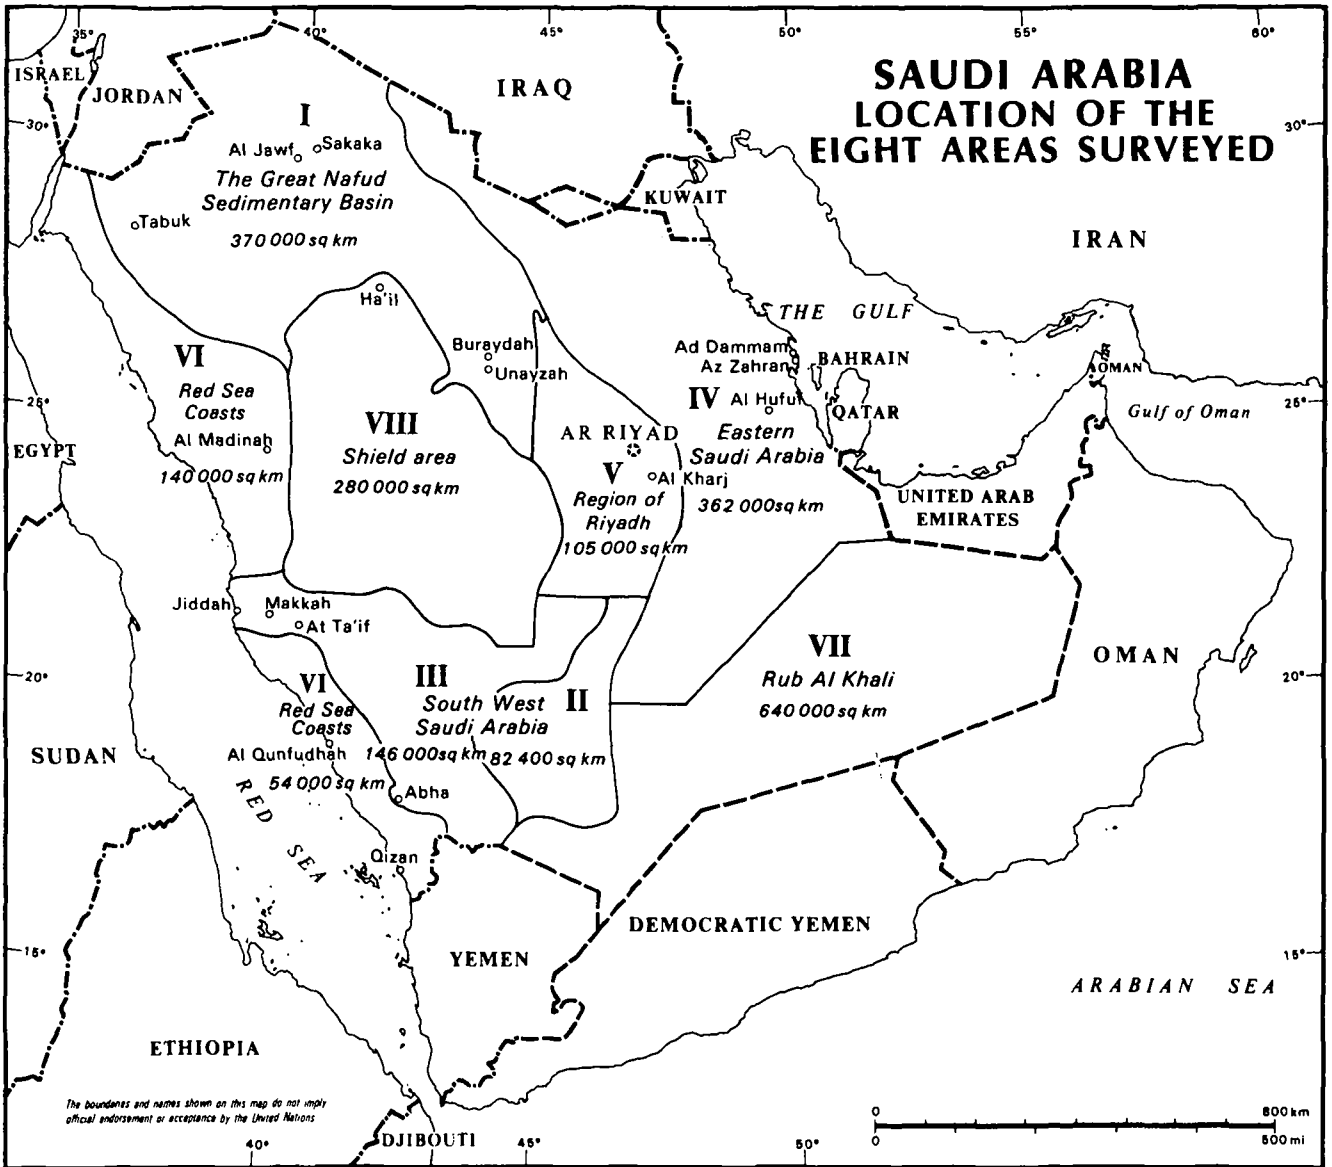 35°
40°
45°
50°
55°
60°
SAUDI ARABIA
LOCATION OF THE
EIGHT AREAS SURVEYED
ISRAEL
JORDAN
IRAQ
30°
30°
I
Al Jawf
Sakaka
The Great Nafud
Sedimentary Basin
370 000 sq km
Tabuk
KUWAIT
IRAN
Ha'il
THE GULF
Buraydah
Unayzah
Ad Dammam
Az Zahran
BAHRAIN
OMAN
VI
Red Sea
Coasts
Al Madinah
140 000 sq km
25°
25°
EGYPT
VIII
Shield area
280 000 sq km
IV
Al Hufuf
QATAR
Gulf of Oman
Eastern
Saudi Arabia
362 000sq km
AR RIYAD
V
Al Kharj
Region of
Riyadh
105 000 sq km
UNITED ARAB
EMIRATES
Jiddah
Makkah
At Ta'if
VII
Rub Al Khali
640 000 sq km
OMAN
20°
20°
VI
Red Sea
Coasts
Al Qunfudhah
54 000 sq km
III
South West
Saudi Arabia
146 000sq km
II
82 400 sq km
SUDAN
Abha
RED SEA
Qizan
DEMOCRATIC YEMEN
YEMEN
15°
15°
ARABIAN SEA
ETHIOPIA
The boundaries and names shown on this map do not imply
official endorsement or acceptance by the United Nations
DJIBOUTI
0
800 km
0
500 mi
40°
45°
50°